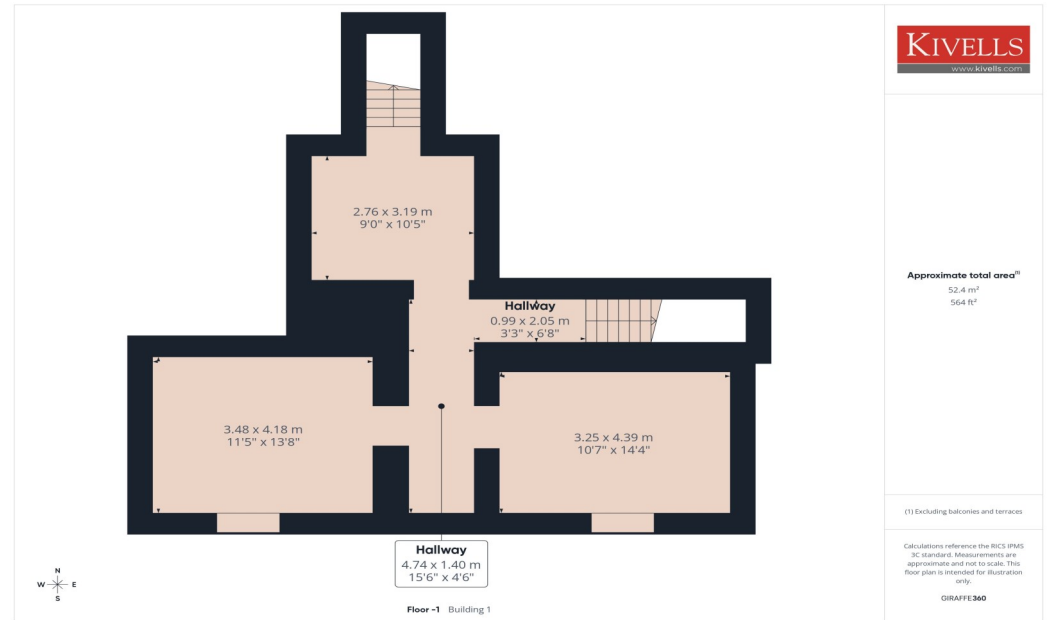 KIVELLS
www.kivells.com
2.76 x 3.19 m
9'0" x 10'5"
Hallway
0.99 x 2.05 m
3'3" x 6'8"
3.48 x 4.18 m
11'5" x 13'8"
3.25 x 4.39 m
10'7" x 14'4"
Hallway
4.74 x 1.40 m
15'6" x 4'6"
N
W E
S
Floor -1 Building 1
Approximate total area(1)
52.4 m²
564 ft²
(1) Excluding balconies and terraces
Calculations reference the RICS IPMS
3C standard. Measurements are
approximate and not to scale. This
floor plan is intended for illustration
only.
GIRAFFE360